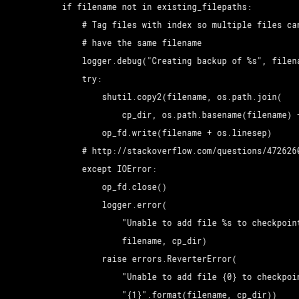 if filename not in existing_filepaths:
# Tag files with index so multiple files can
# have the same filename
logger.debug("Creating backup of %s", filena
try:
shutil.copy2(filename, os.path.join(
cp_dir, os.path.basename(filename) +
op_fd.write(filename + os.linesep)
# http://stackoverflow.com/questions/4726260
except IOError:
op_fd.close()
logger.error(
"Unable to add file %s to checkpoint
filename, cp_dir)
raise errors.ReverterError(
"Unable to add file {0} to checkpoin
"{1}".format(filename, cp_dir))